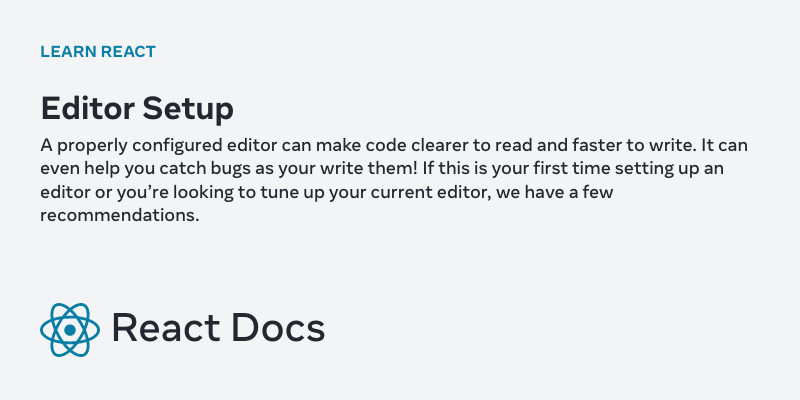 LEARN REACT
Editor Setup
A properly configured editor can make code clearer to read and faster to write. It can
even help you catch bugs as your write them! If this is your first time setting up an
editor or you’re looking to tune up your current editor, we have a few
recommendations.
React Docs